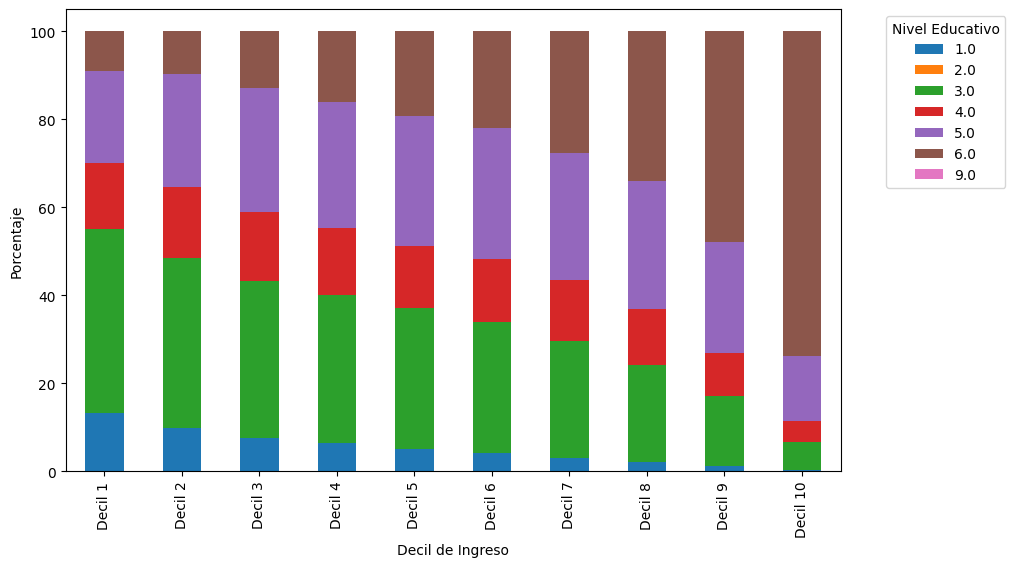 100
80
60
40
20
0
Porcentaje
Decil 1
Decil 2
Decil 3
Decil 4
Decil 5
Decil 6
Decil 7
Decil 8
Decil 9
Decil 10
Decil de Ingreso
Nivel Educativo
1.0
2.0
3.0
4.0
5.0
6.0
9.0